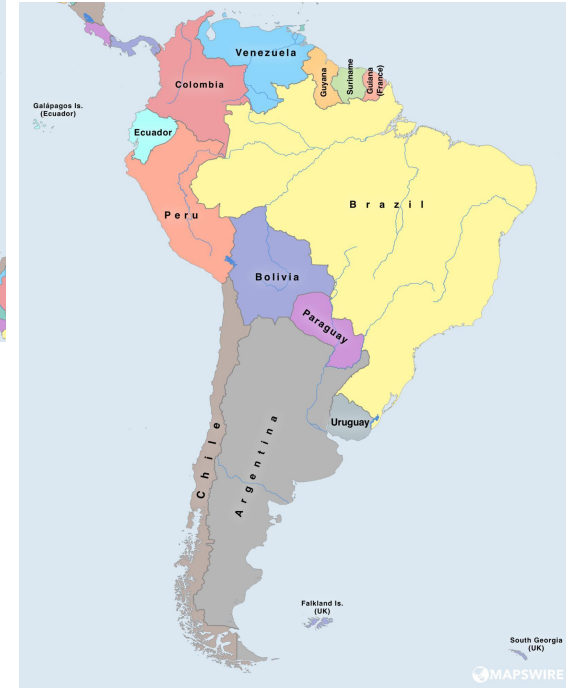 Venezuela
Colombia
Guyana
Suriname
Guiana
(France)
Galápagos Is.
(Ecuador)
Ecuador
Peru
Brazil
Bolivia
Paraguay
Uruguay
Chile
Argentina
Falkland Is.
(UK)
South Georgia
(UK)
MAPSWIRE